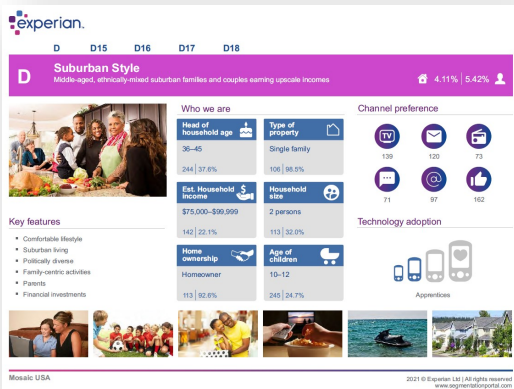 experian.
D D15 D16 D17 D18
D
Suburban Style
Middle-aged, ethnically-mixed suburban families and couples earning upscale incomes
4.11% | 5.42%
Who we are
Head of
household age
36–45
244 | 37.6%
Type of
property
Single family
106 | 98.5%
Est. Household
income
$75,000–$99,999
142 | 22.1%
Household
size
2 persons
113 | 32.0%
Home
ownership
Homeowner
113 | 92.6%
Age of
children
10–12
245 | 24.7%
Channel preference
TV
139 120 73
71 97 162
Key features
Comfortable lifestyle
Suburban living
Politically diverse
Family-centric activities
Parents
Financial investments
Technology adoption
Apprentices
Mosaic USA
2021 © Experian Ltd | All rights reserved
www.segmentationportal.com